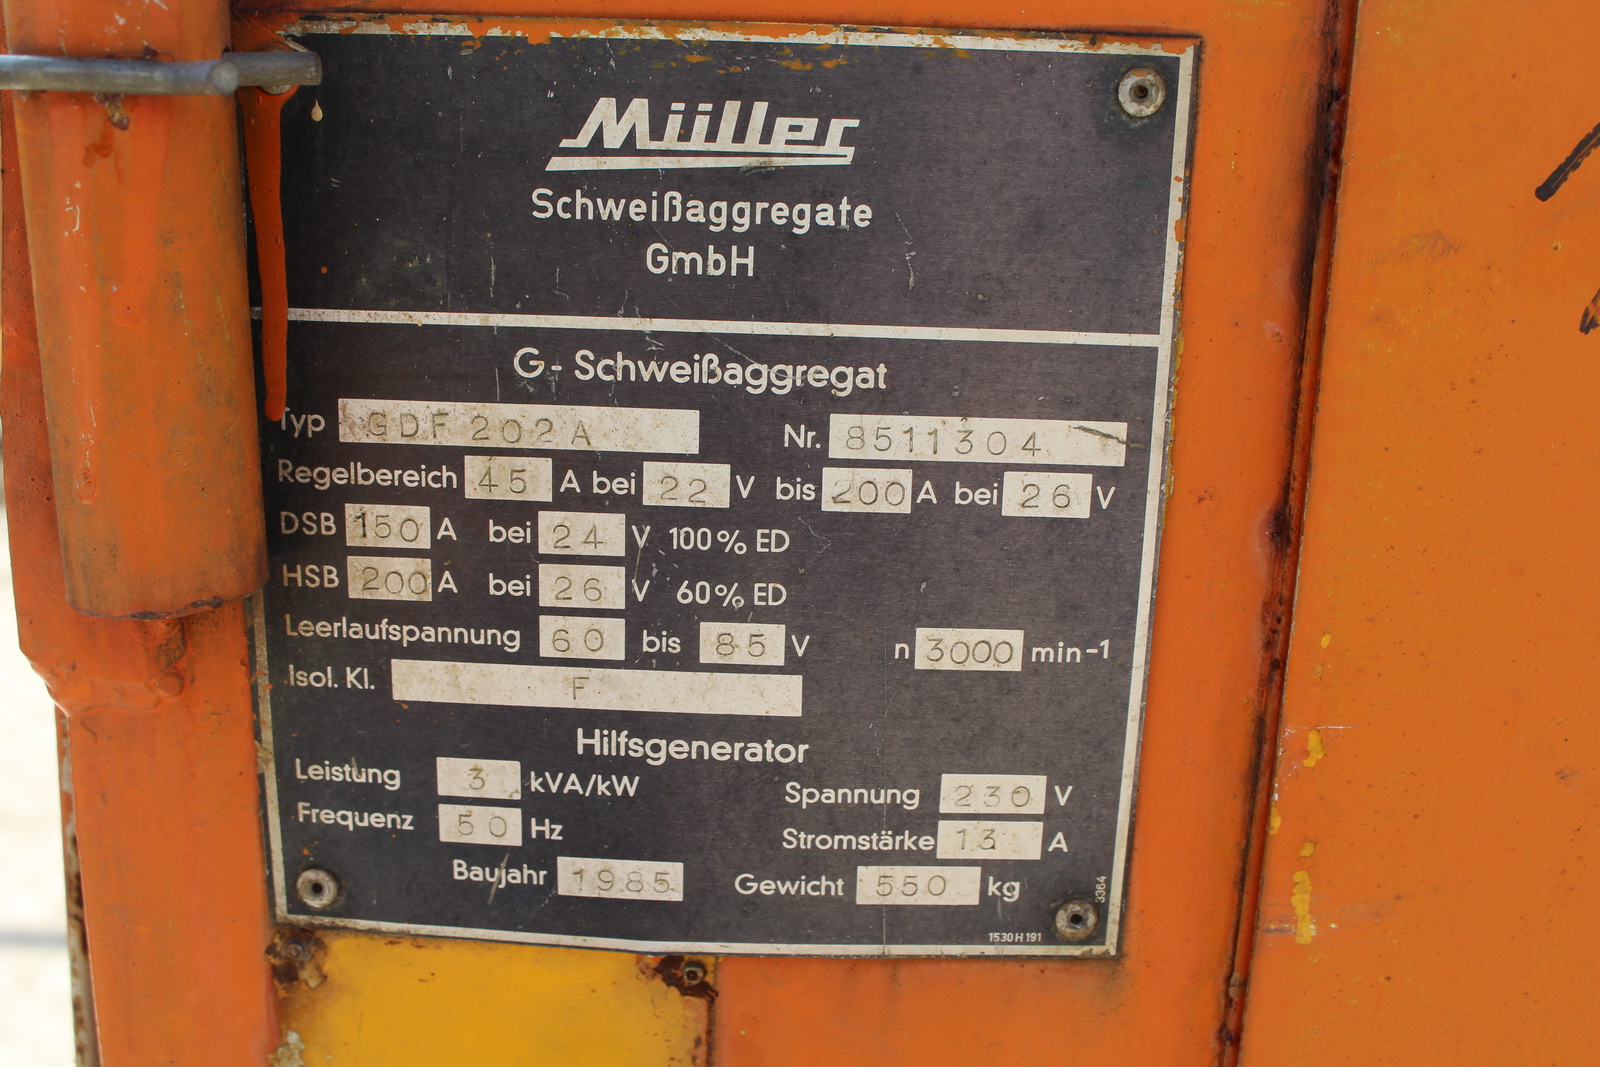 Müller
Schweißaggregate
GmbH
G-Schweißaggregat
Typ GDF 202A Nr. 8511304
Regelbereich 45 A bei 22 V bis 200 A bei 26 V
DSB 150 A bei 24 V 100% ED
HSB 200 A bei 26 V 60% ED
Leerlaufspannung 60 bis 85 V n 3000 min-1
Isol. Kl. F
Hilfsgenerator
Leistung 3 kVA/kW Spannung 230 V
Frequenz 50 Hz Stromstärke 13 A
Baujahr 1985 Gewicht 550 kg
3364
1530 H 191